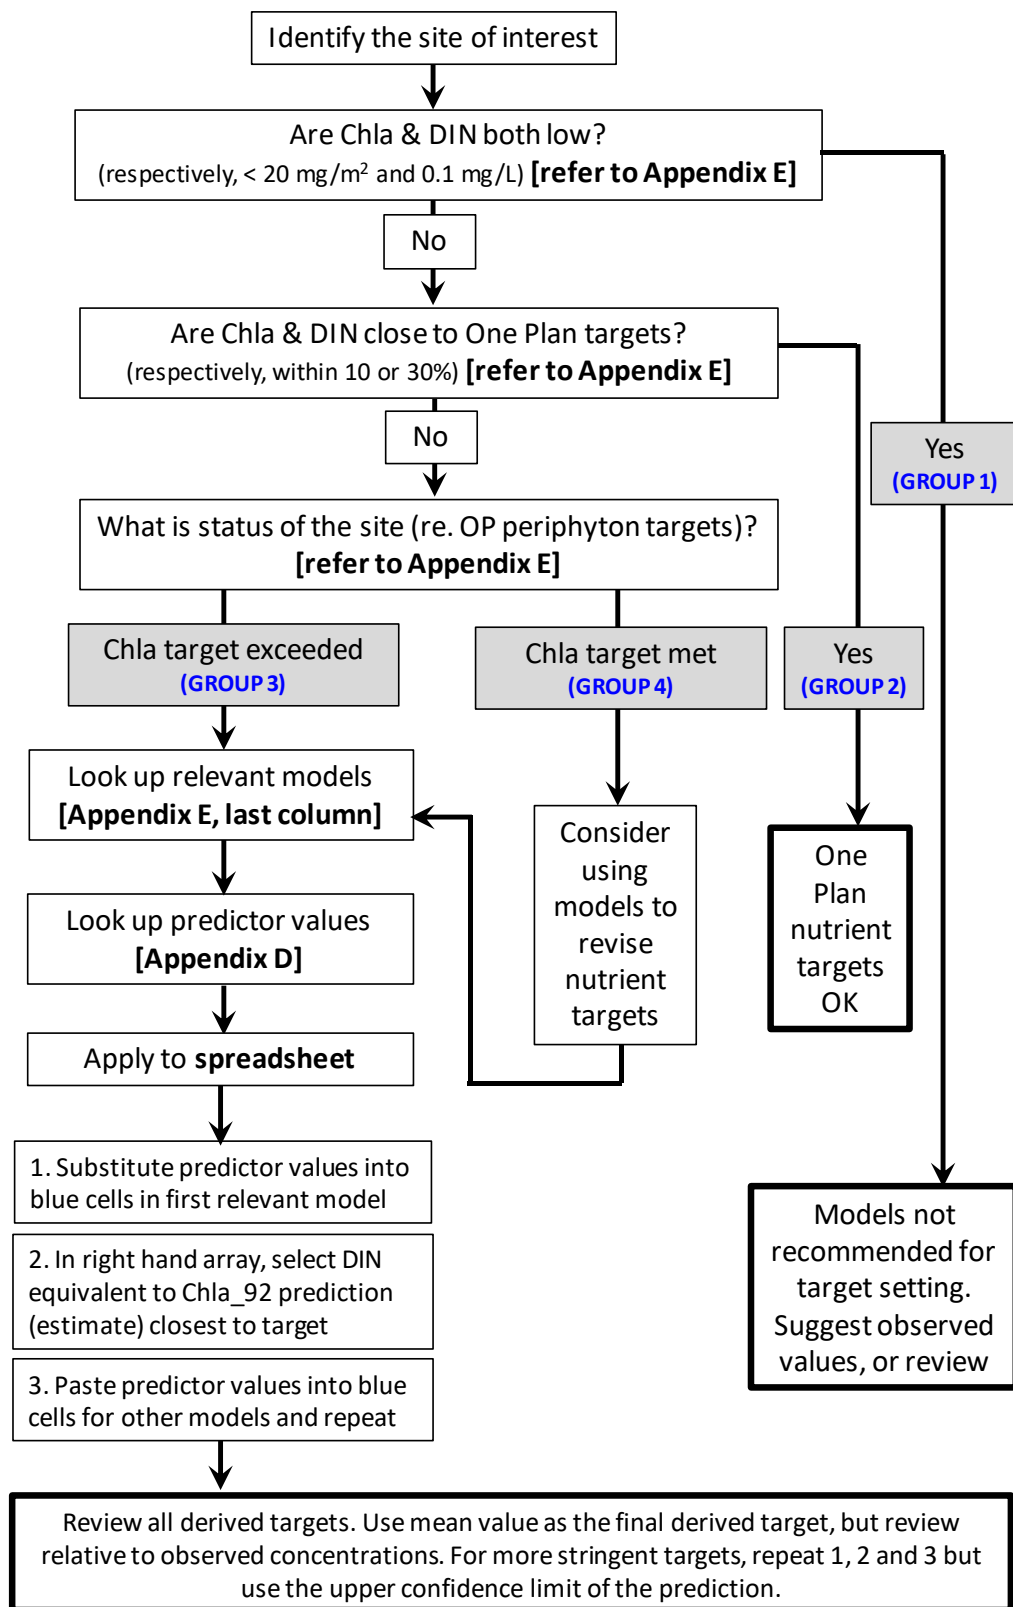 Identify the site of interest
Are Chla & DIN both low?
(respectively, < 20 mg/m² and 0.1 mg/L) [refer to Appendix E]
No
Are Chla & DIN close to One Plan targets?
(respectively, within 10 or 30%) [refer to Appendix E]
No
Yes
(GROUP 1)
What is status of the site (re. OP periphyton targets)?
[refer to Appendix E]
Chla target exceeded
(GROUP 3)
Chla target met
(GROUP 4)
Yes
(GROUP 2)
Look up relevant models
[Appendix E, last column]
Consider
using
models to
revise
nutrient
targets
One
Plan
nutrient
targets
OK
Look up predictor values
[Appendix D]
Apply to spreadsheet
1. Substitute predictor values into
blue cells in first relevant model
2. In right hand array, select DIN
equivalent to Chla_92 prediction
(estimate) closest to target
3. Paste predictor values into blue
cells for other models and repeat
Models not
recommended for
target setting.
Suggest observed
values, or review
Review all derived targets. Use mean value as the final derived target, but review
relative to observed concentrations. For more stringent targets, repeat 1, 2 and 3 but
use the upper confidence limit of the prediction.